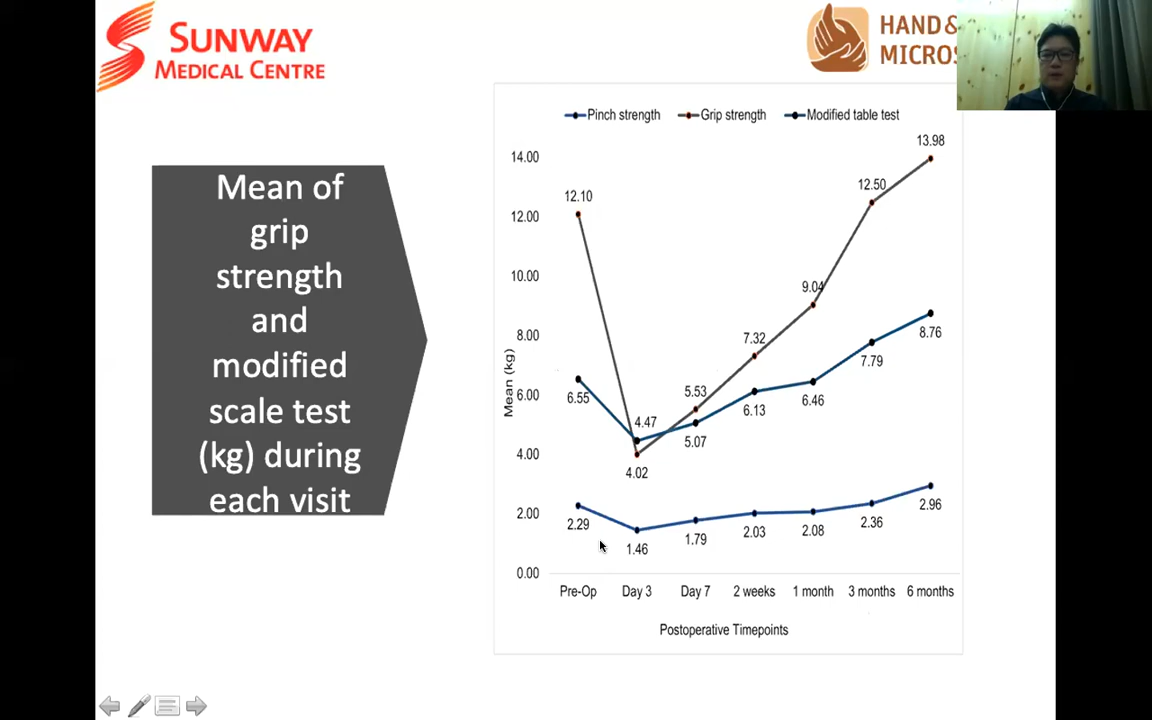 SUNWAY
MEDICAL CENTRE
HAND &
MICROS
Mean of
grip
strength
and
modified
scale test
(kg) during
each visit
Pinch strength
Grip strength
Modified table test
Mean (kg)
14.00
12.00
10.00
8.00
6.00
4.00
2.00
0.00
12.10
4.02
5.53
7.32
9.04
12.50
13.98
6.55
4.47
5.07
6.13
6.46
7.79
8.76
2.29
1.46
1.79
2.03
2.08
2.36
2.96
Pre-Op
Day 3
Day 7
2 weeks
1 month
3 months
6 months
Postoperative Timepoints